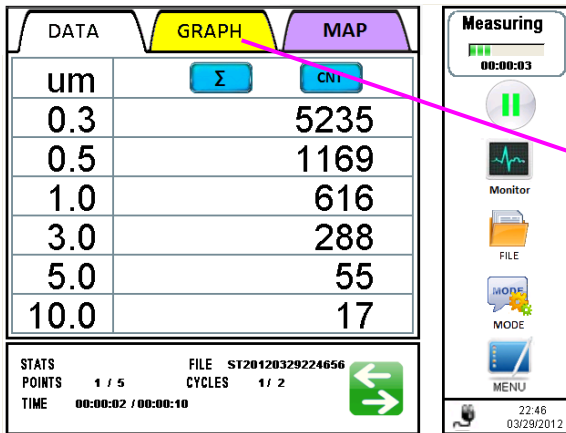 DATA GRAPH MAP
um Σ CNT
0.3 5235
0.5 1169
1.0 616
3.0 288
5.0 55
10.0 17
STATS FILE ST20120329224656
POINTS 1 / 5 CYCLES 1/ 2
TIME 00:00:02 / 00:00:10
Measuring
00:00:03
Monitor
FILE
MODE
MODE
MENU
22:46
03/29/2012